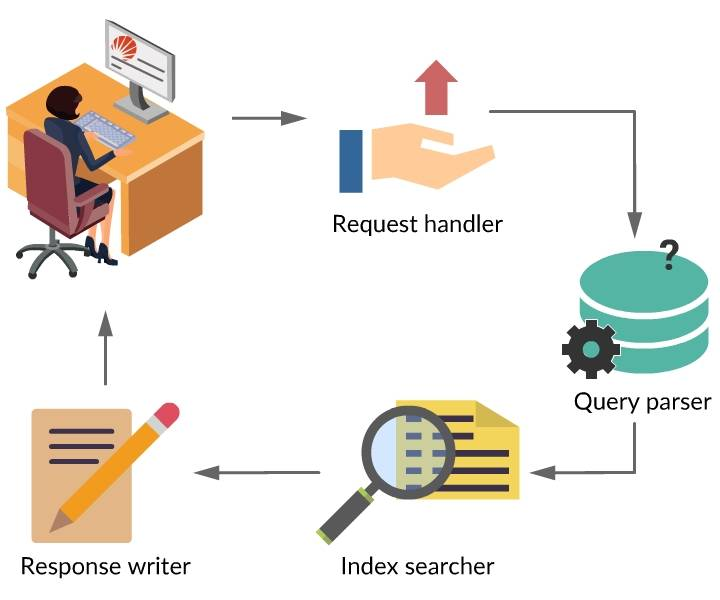 Request handler
?
Query parser
Index searcher
Response writer